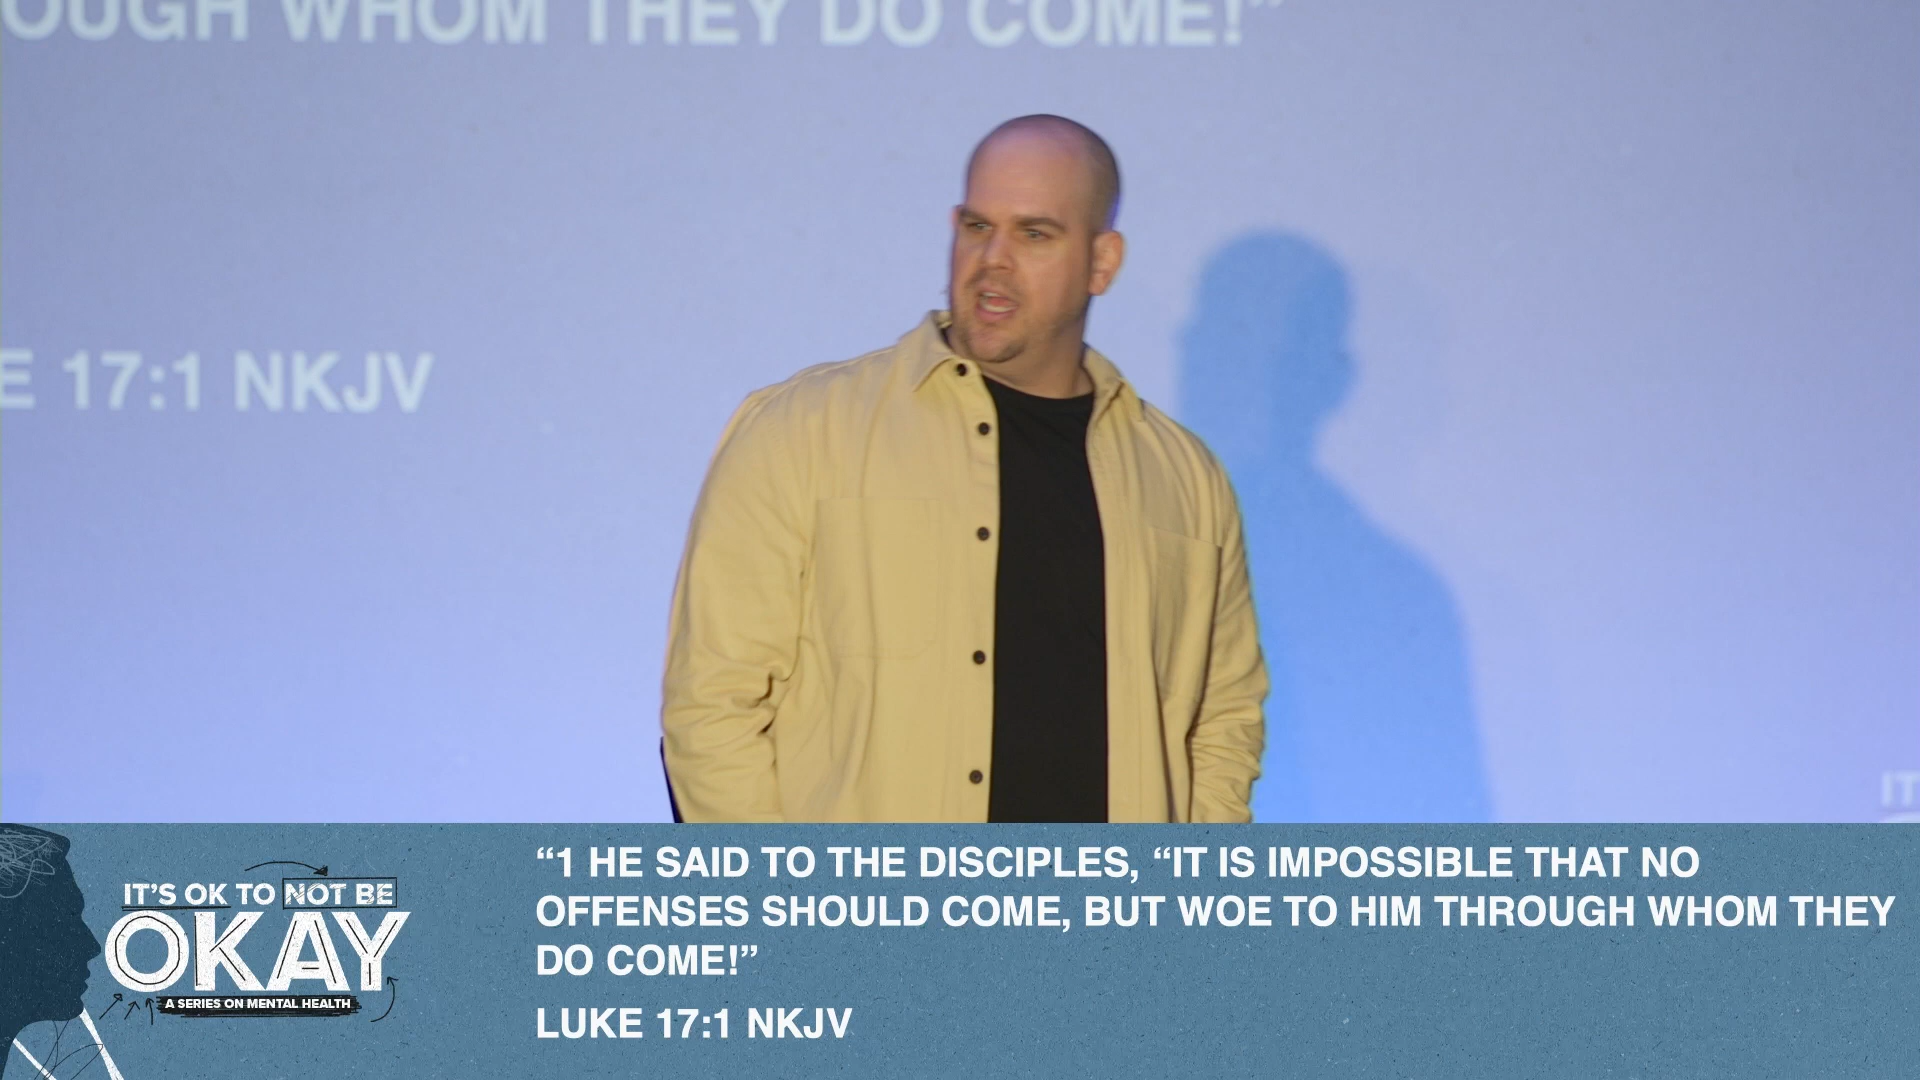 OUGH WHOM THEY DO COME!”
E 17:1 NKJV
IT
IT'S OK TO NOT BE
OKAY
A SERIES ON MENTAL HEALTH
“1 HE SAID TO THE DISCIPLES, “IT IS IMPOSSIBLE THAT NO
OFFENSES SHOULD COME, BUT WOE TO HIM THROUGH WHOM THEY
DO COME!”
LUKE 17:1 NKJV